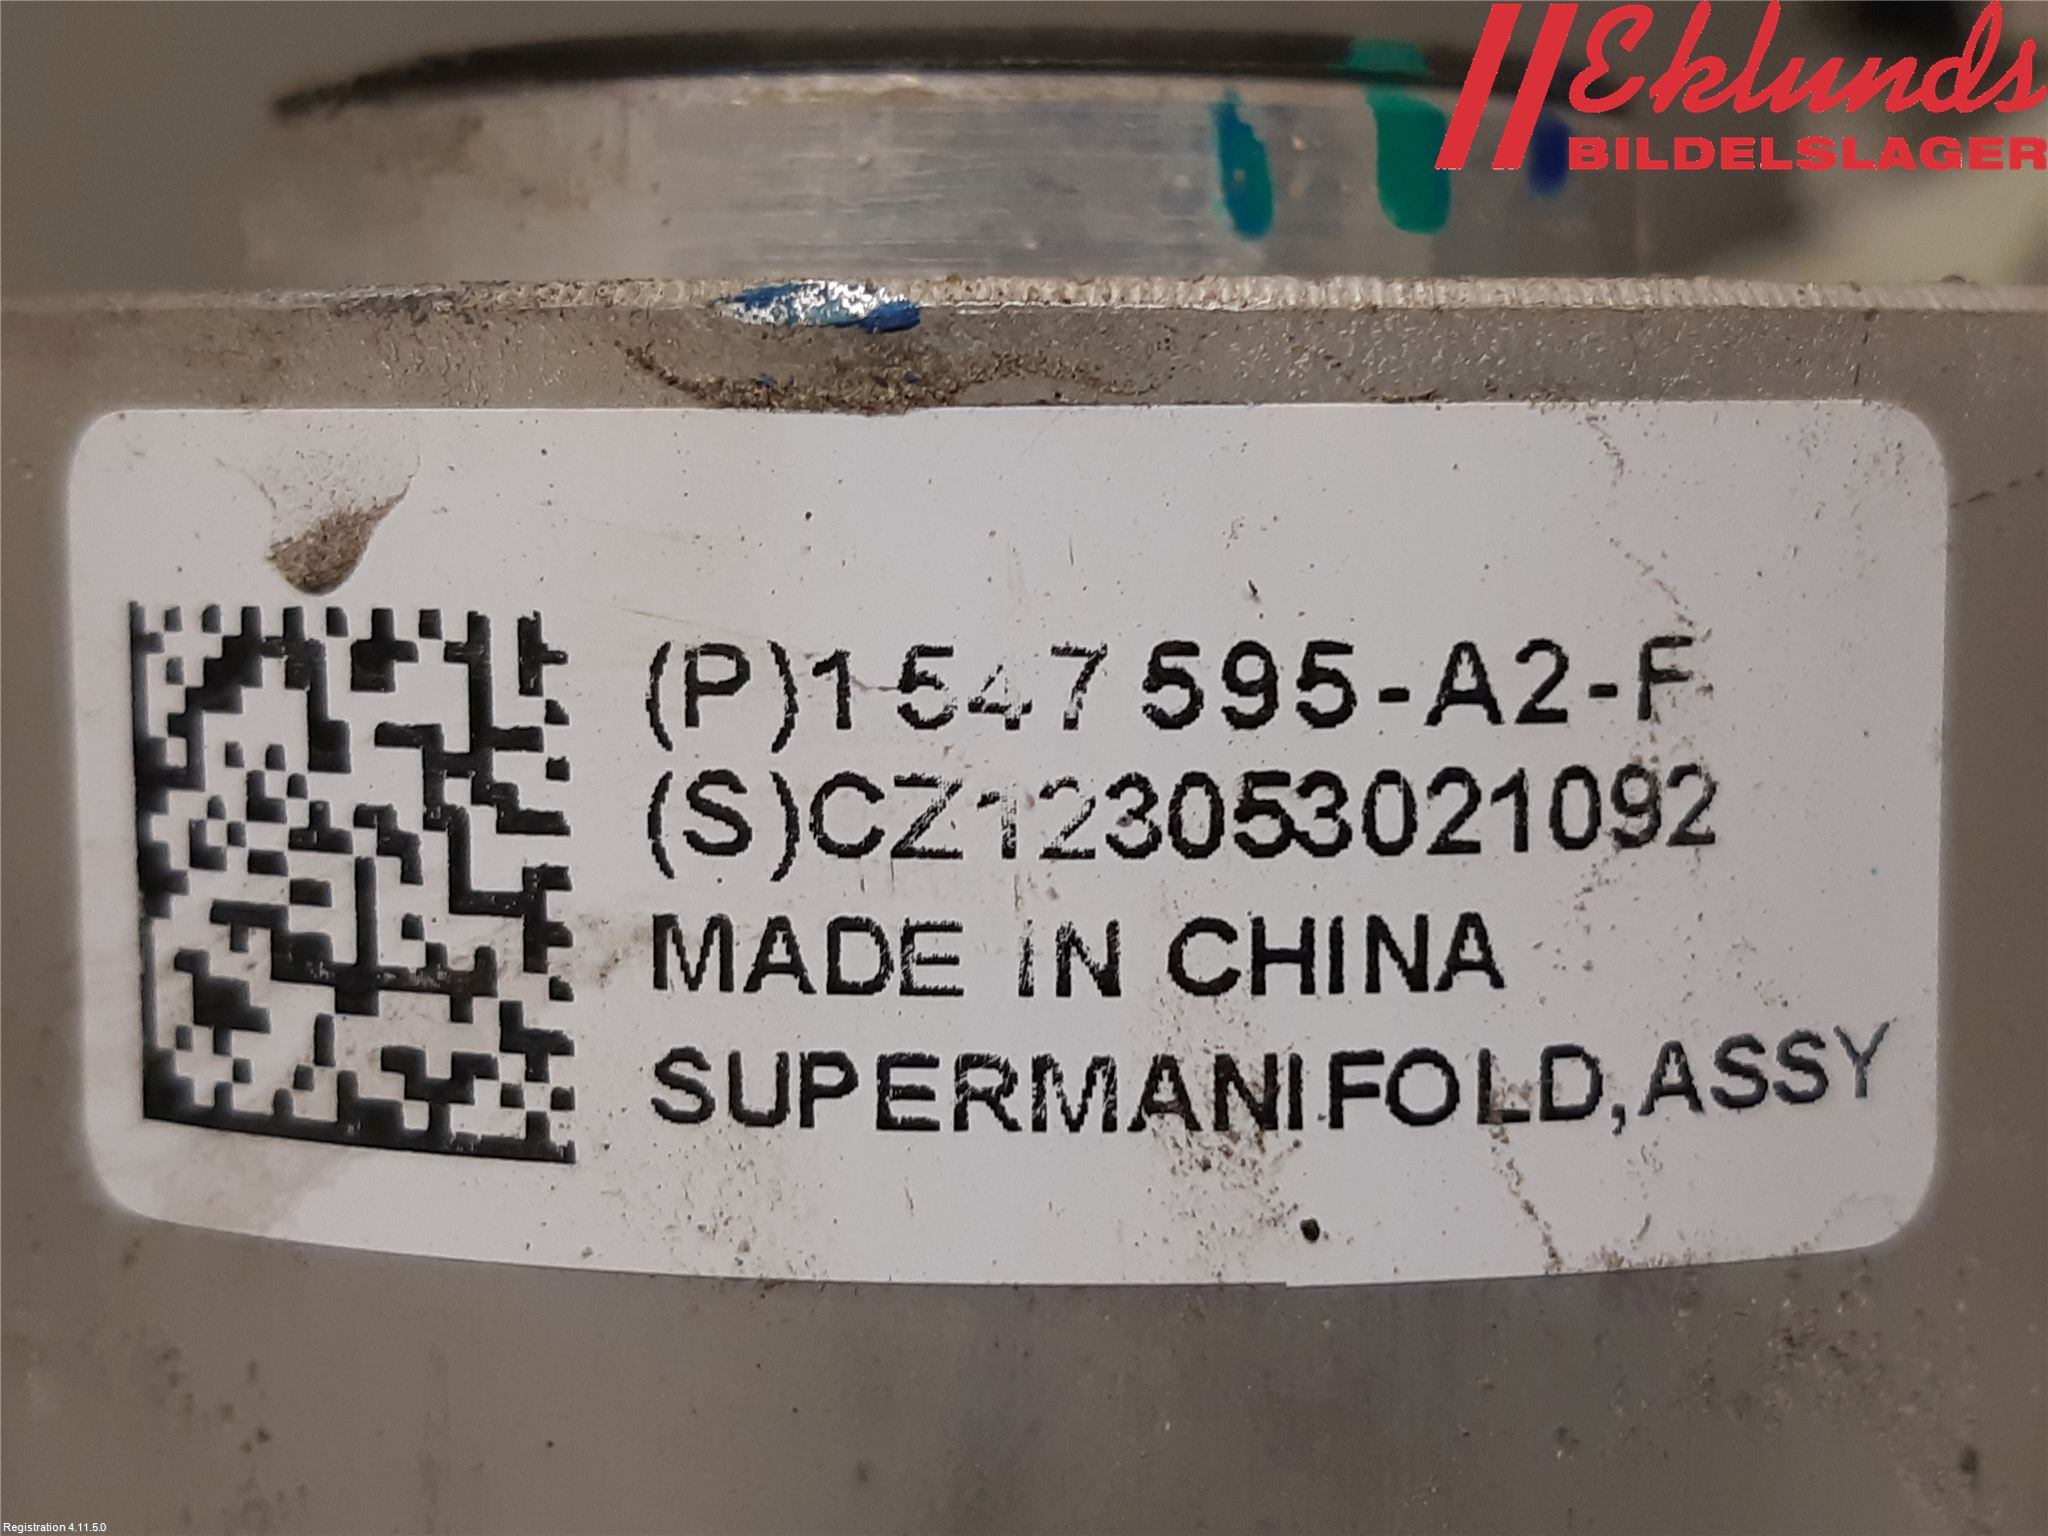 Eklunds
BILDELSLAGER
(P)1547595-A2-F
(S)CZ123053021092
MADE IN CHINA
SUPERMANIFOLD,ASSY
Registration 4.11.5.0